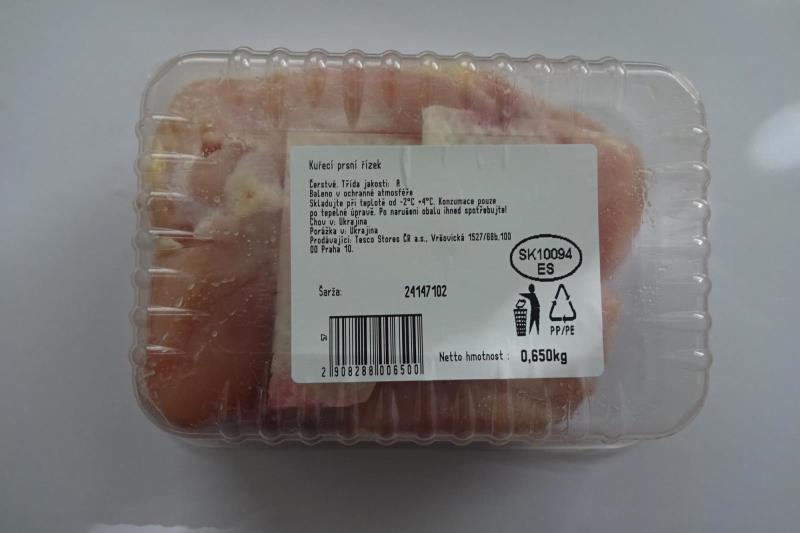 Kuřecí prsní řízek
Čerstvé. Třída jakosti: A
Baleno v ochranné atmosféře
Skladujte při teplotě od -2°C +4°C. Konzumace pouze
po tepelné úpravě. Po narušení obalu ihned spotřebujte!
Chov v: Ukrajina
Porážka v: Ukrajina
Prodávající: Tesco Stores ČR a.s., Vršovická 1527/68b,100
00 Praha 10.
SK10094
ES
Šarža: 24147102
PP/PE
Netto hmotnost : 0,650kg
2 908288 006500